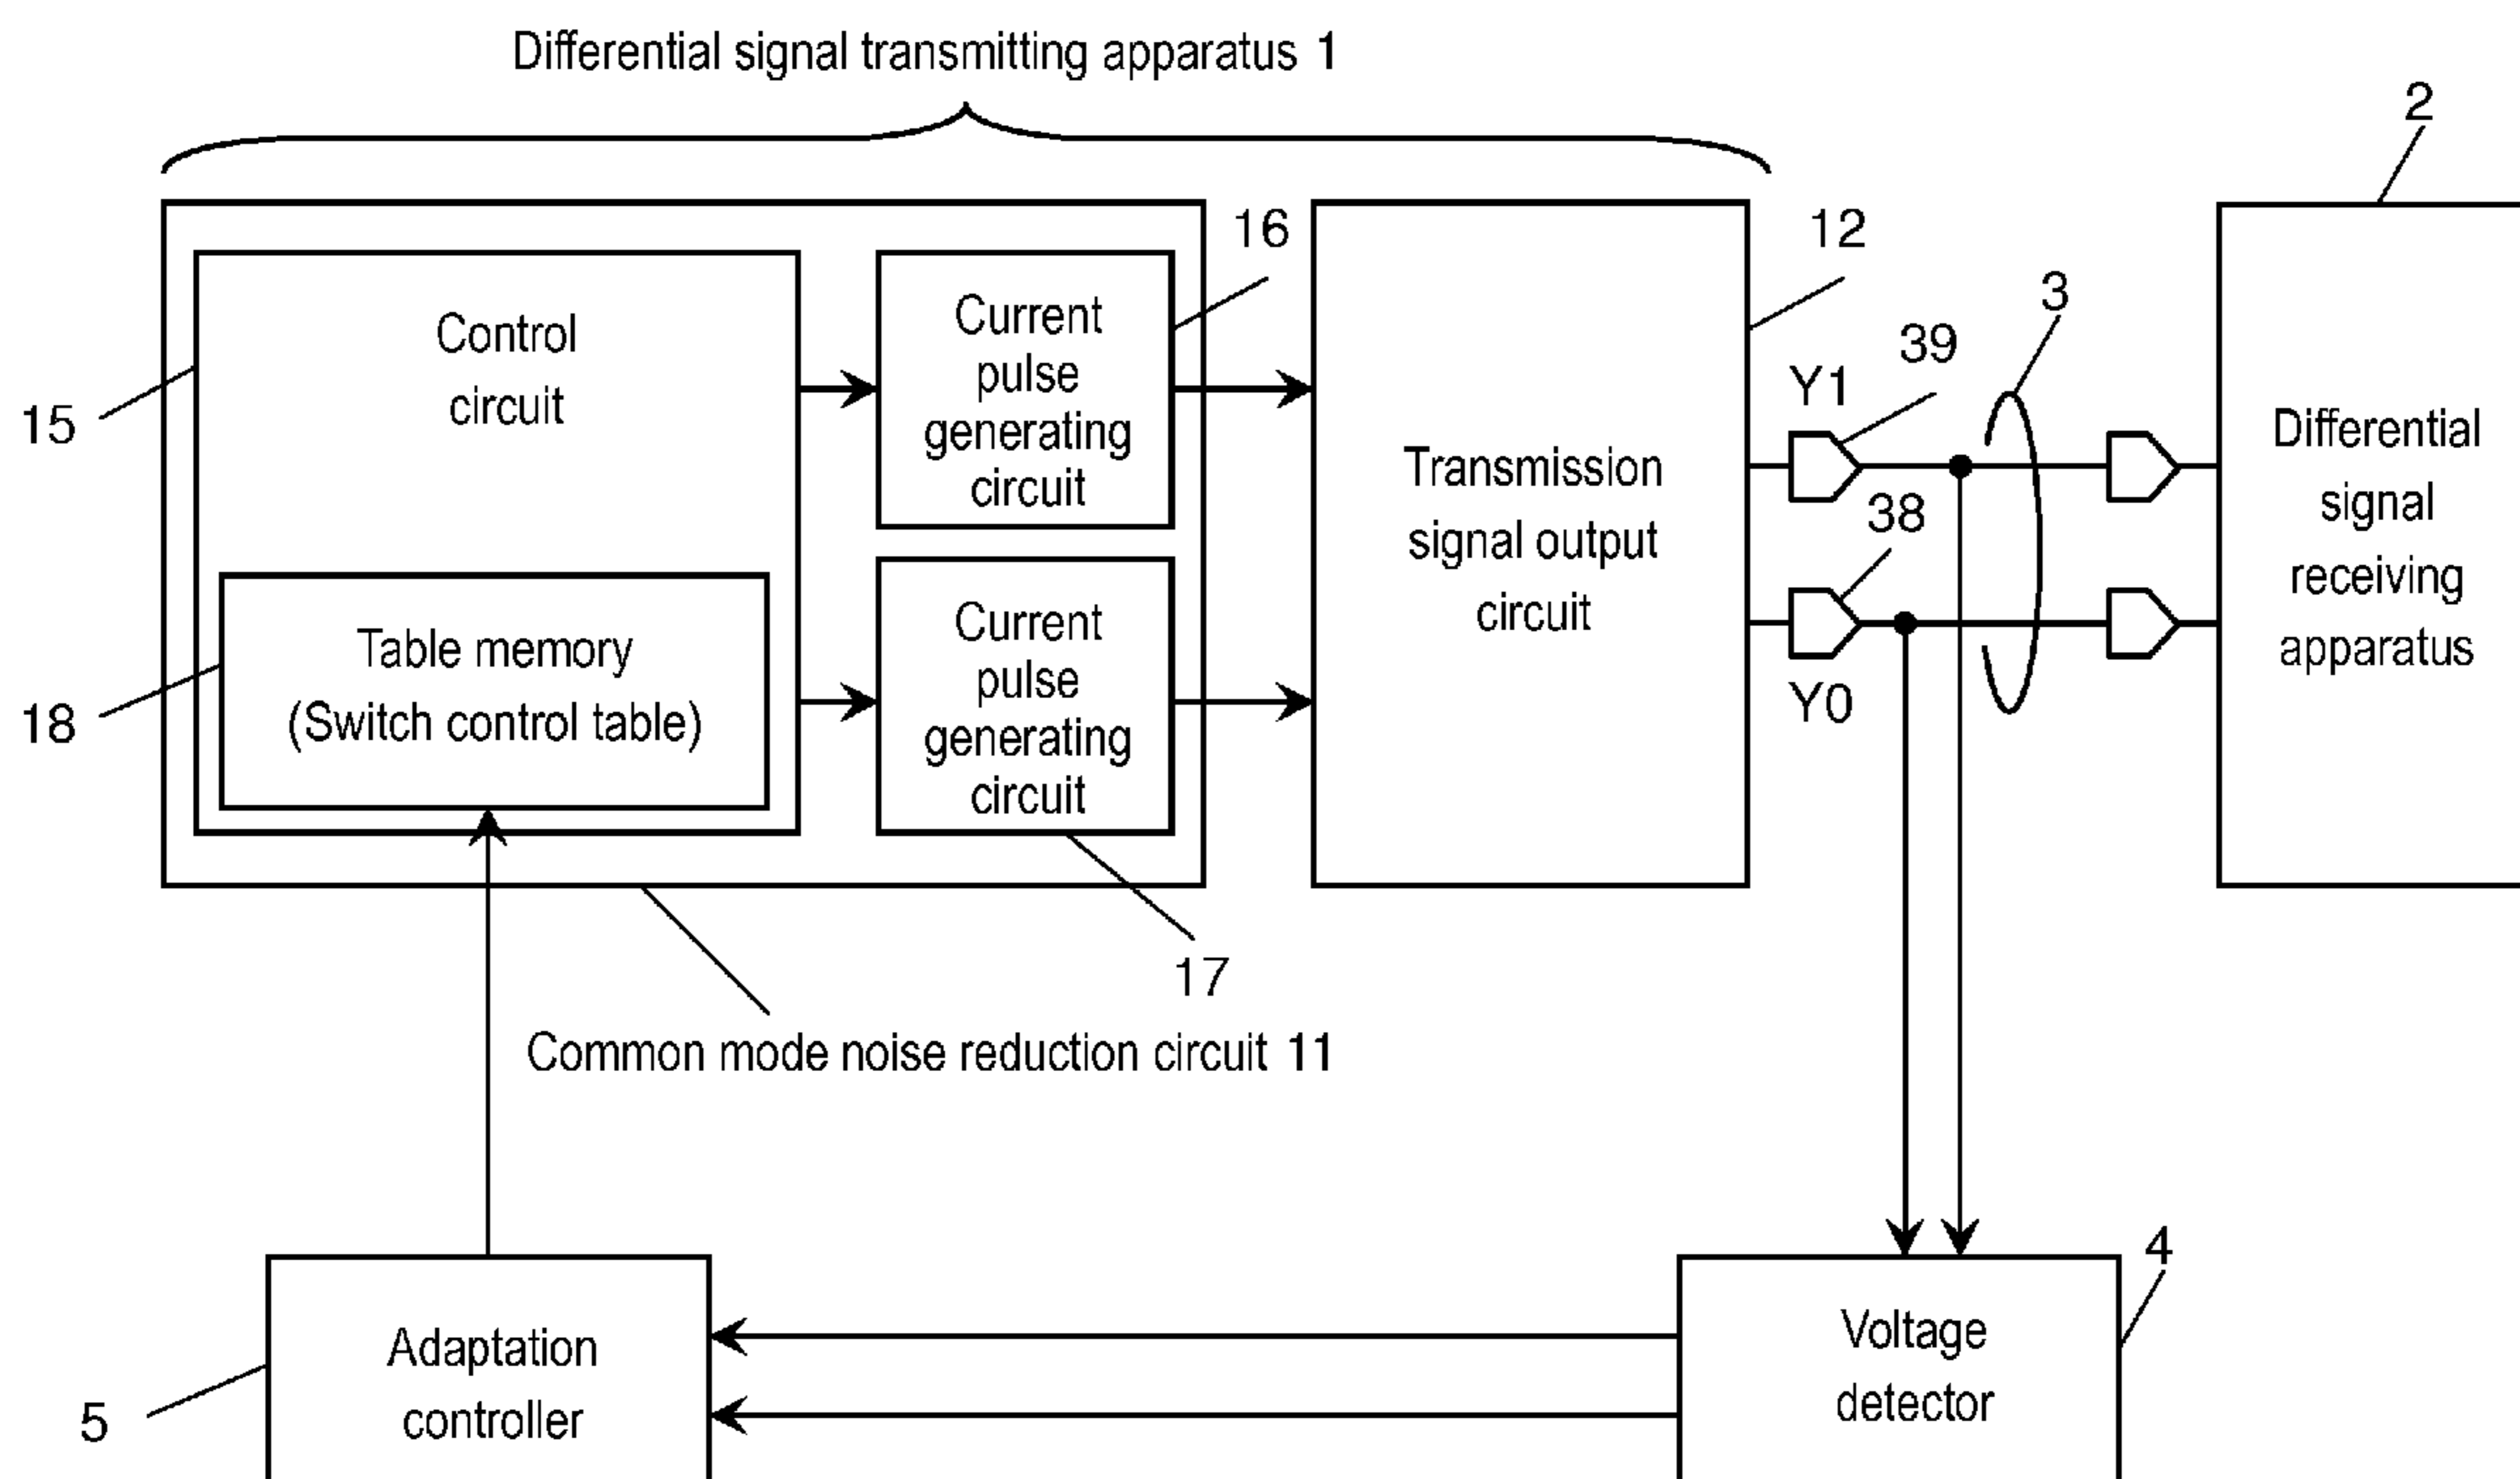 Differential signal transmitting apparatus 1
2
16
12
3
39
Control
circuit
Current
pulse
generating
circuit
15
Y1
38
Transmission
signal output
circuit
Differential
signal
receiving
apparatus
Table memory
(Switch control table)
18
Current
pulse
generating
circuit
Y0
17
Common mode noise reduction circuit 11
4
Adaptation
controller
5
Voltage
detector